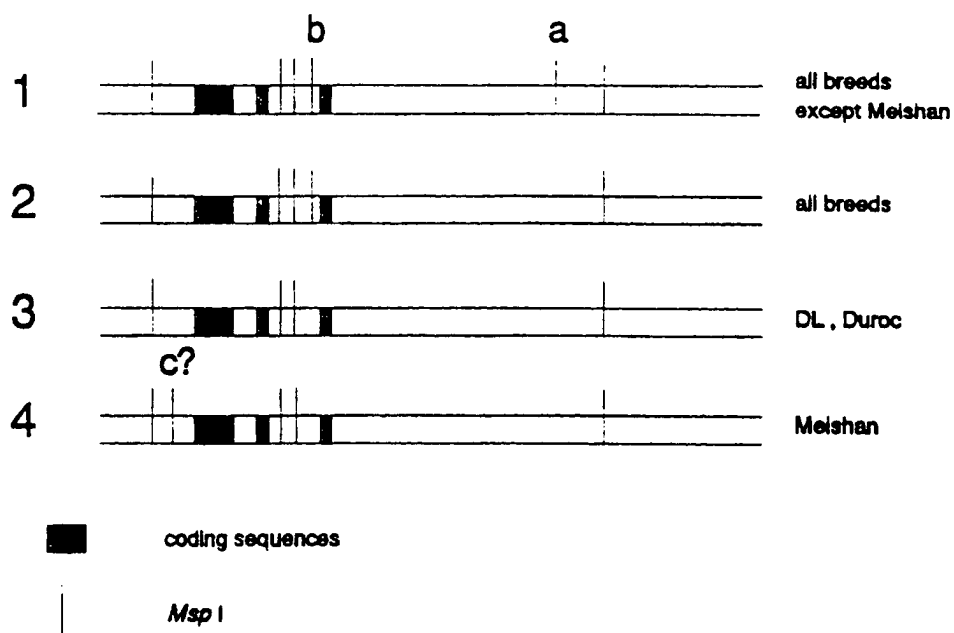 b a
1 all breeds
except Meishan
2 all breeds
3 DL , Duroc
c?
4 Meishan
coding sequences
Msp I